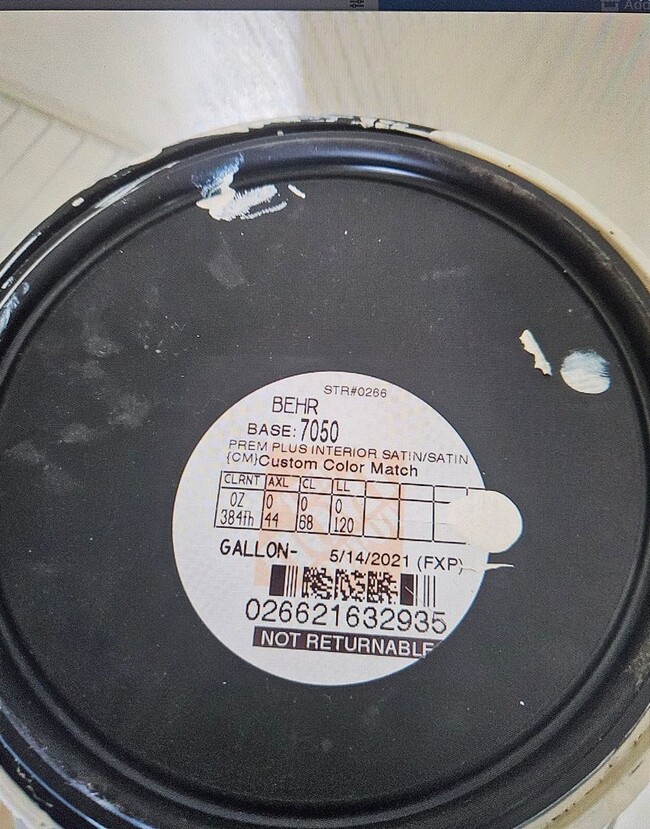 STR#0266
BEHR
BASE: 7050
PREM PLUS INTERIOR SATIN/SATIN
{CM}Custom Color Match
CLRNT AXL CL LL
OZ 0 0 0
384th 44 68 120
GALLON- 5/14/2021 (FXP)
026621632935
NOT RETURNABLE